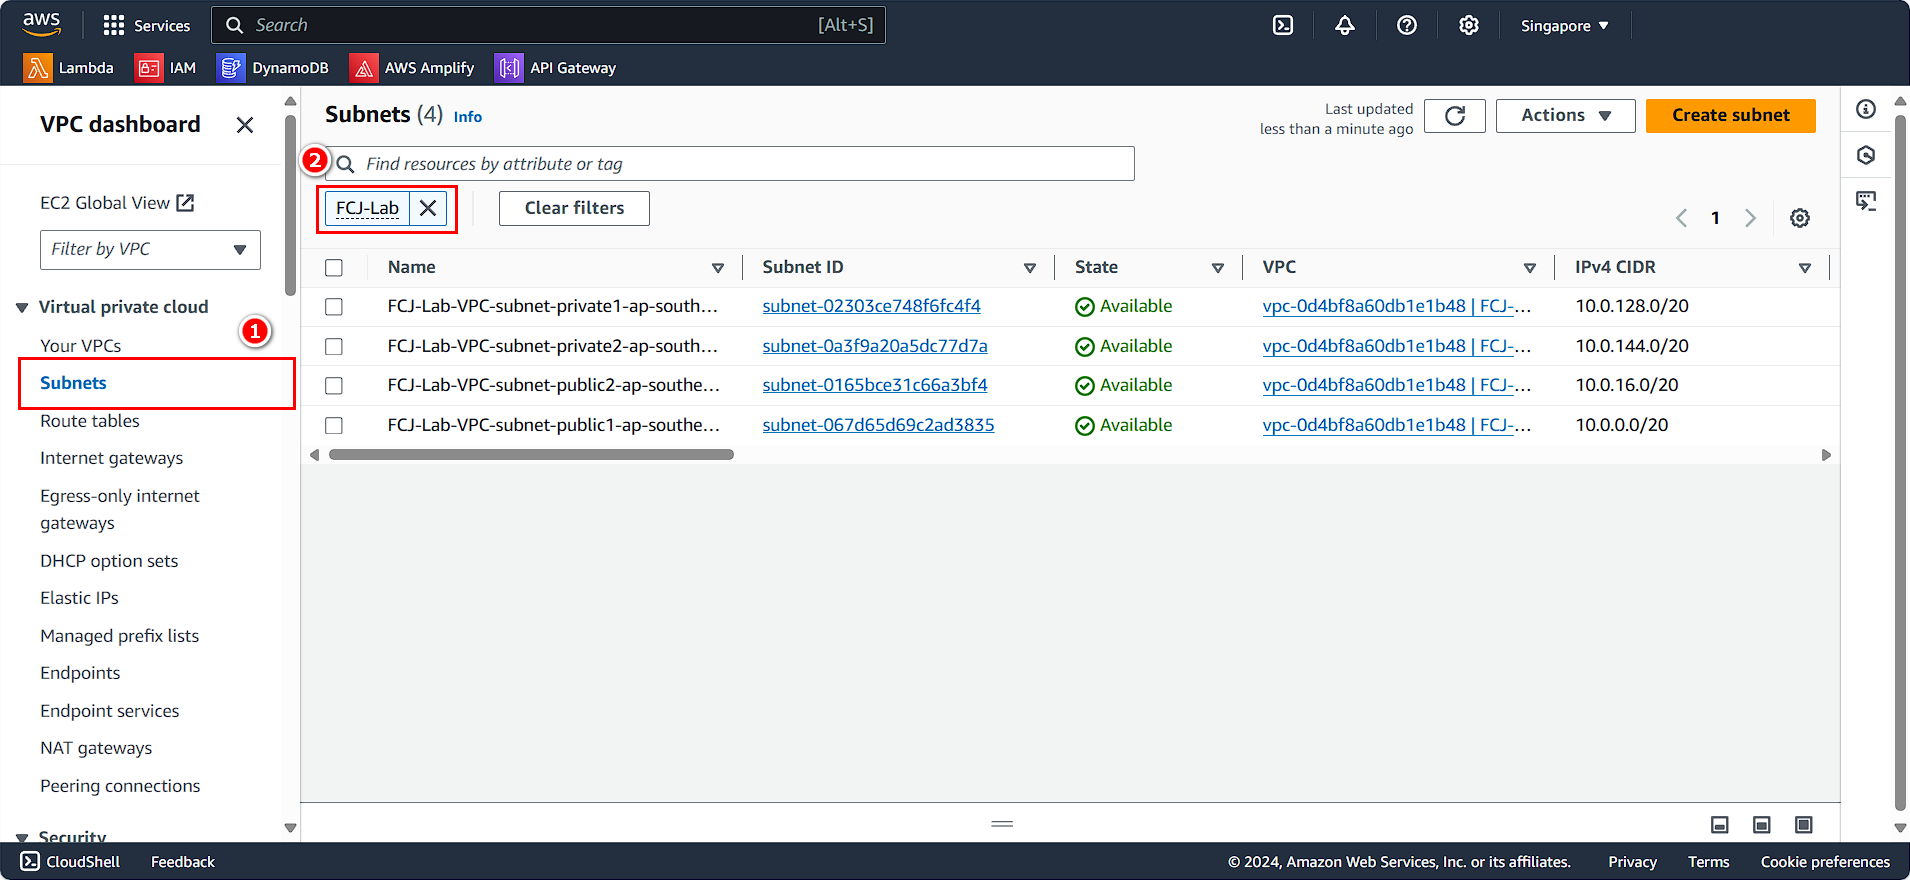 aws
Services
Search [Alt+S]
Singapore
Lambda IAM DynamoDB AWS Amplify API Gateway
VPC dashboard
EC2 Global View
Filter by VPC
Virtual private cloud
1
Your VPCs
Subnets
Route tables
Internet gateways
Egress-only internet
gateways
DHCP option sets
Elastic IPs
Managed prefix lists
Endpoints
Endpoint services
NAT gateways
Peering connections
Security
Subnets (4) Info
Last updated
less than a minute ago
Actions
Create subnet
2
Find resources by attribute or tag
FCJ-Lab
Clear filters
1
Name Subnet ID State VPC IPv4 CIDR
FCJ-Lab-VPC-subnet-private1-ap-south... subnet-02303ce748f6fc4f4 Available vpc-0d4bf8a60db1e1b48 | FCJ-... 10.0.128.0/20
FCJ-Lab-VPC-subnet-private2-ap-south... subnet-0a3f9a20a5dc77d7a Available vpc-0d4bf8a60db1e1b48 | FCJ-... 10.0.144.0/20
FCJ-Lab-VPC-subnet-public2-ap-southe... subnet-0165bce31c66a3bf4 Available vpc-0d4bf8a60db1e1b48 | FCJ-... 10.0.16.0/20
FCJ-Lab-VPC-subnet-public1-ap-southe... subnet-067d65d69c2ad3835 Available vpc-0d4bf8a60db1e1b48 | FCJ-... 10.0.0.0/20
CloudShell Feedback © 2024, Amazon Web Services, Inc. or its affiliates. Privacy Terms Cookie preferences